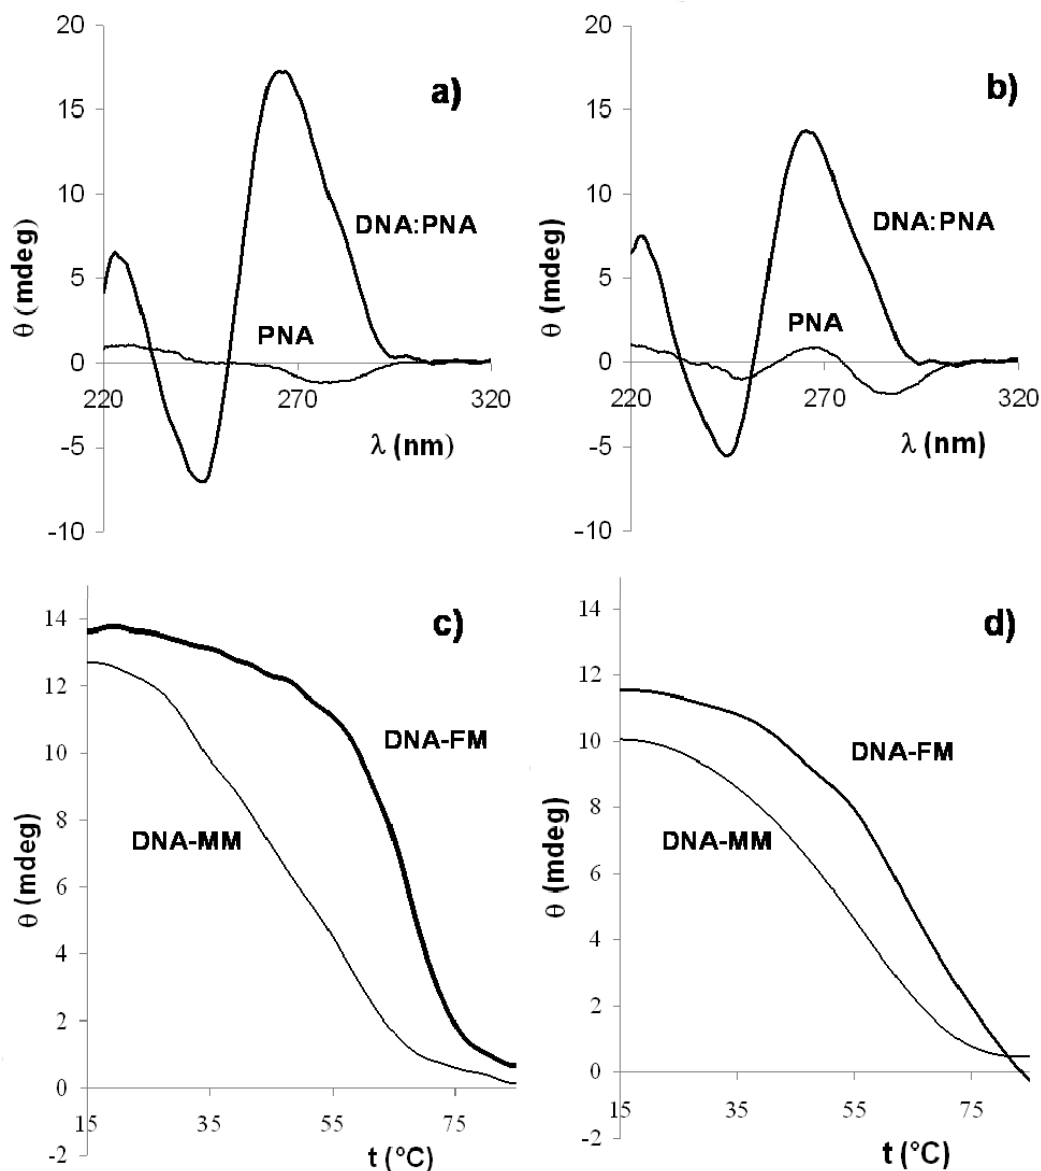 20
15
10
5
0
-5
-10
220
270
320
θ (mdeg)
λ (nm)
a)
DNA:PNA
PNA
20
15
10
5
0
-5
-10
220
270
320
θ (mdeg)
λ (nm)
b)
DNA:PNA
PNA
14
12
10
8
6
4
2
0
-2
15
35
55
75
θ (mdeg)
t (°C)
c)
DNA-FM
DNA-MM
14
12
10
8
6
4
2
0
-2
15
35
55
75
θ (mdeg)
t (°C)
d)
DNA-FM
DNA-MM